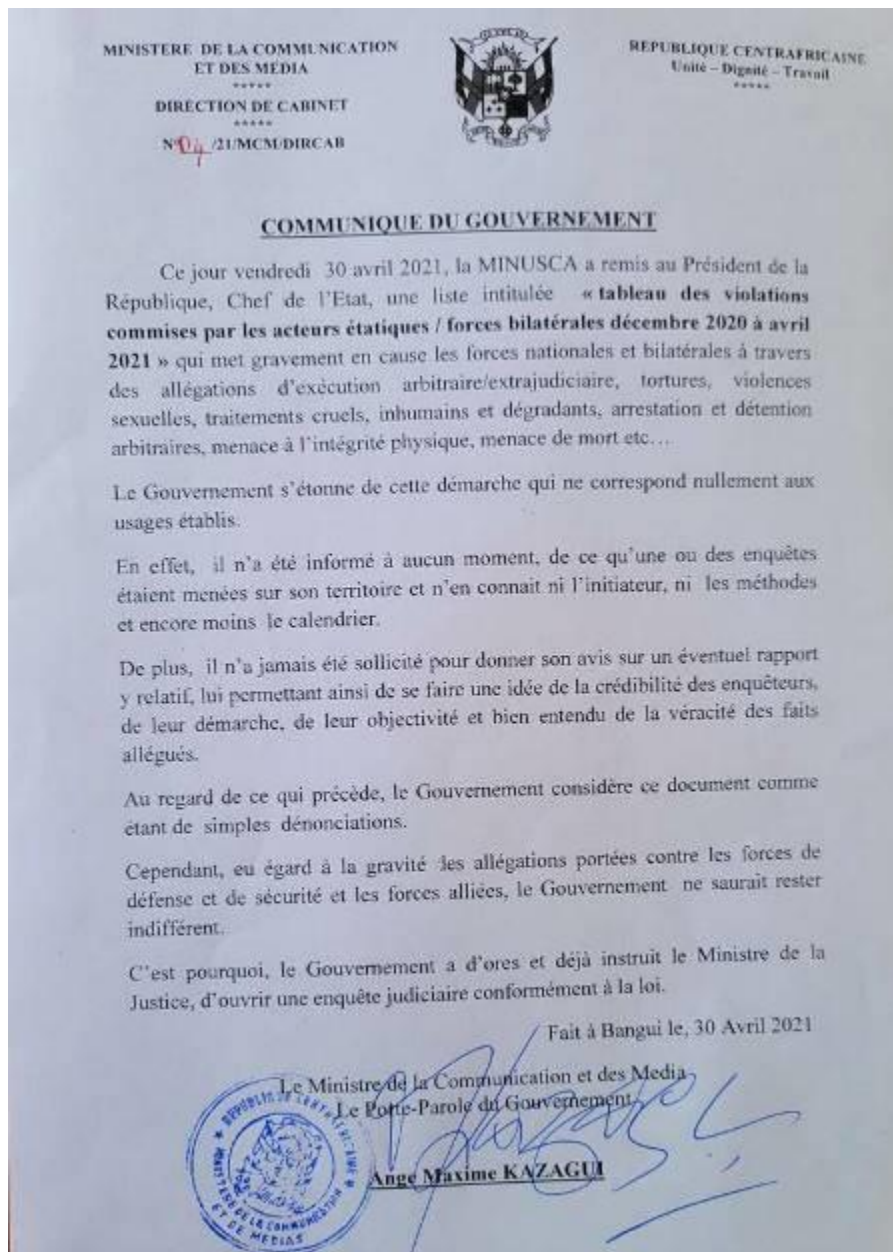 MINISTERE DE LA COMMUNICATION
ET DES MEDIA
*****
DIRECTION DE CABINET
*****
N°04/21/MCM/DIRCAB
REPUBLIQUE CENTRAFRICAINE
Unité – Dignité – Travail
*****
COMMUNIQUE DU GOUVERNEMENT
Ce jour vendredi 30 avril 2021, la MINUSCA a remis au Président de la
République, Chef de l'Etat, une liste intitulée « tableau des violations
commises par les acteurs étatiques / forces bilatérales décembre 2020 à avril
2021 » qui met gravement en cause les forces nationales et bilatérales à travers
des allégations d'exécution arbitraire/extrajudiciaire, tortures, violences
sexuelles, traitements cruels, inhumains et dégradants, arrestation et détention
arbitraires, menace à l'intégrité physique, menace de mort etc…
Le Gouvernement s'étonne de cette démarche qui ne correspond nullement aux
usages établis.
En effet, il n'a été informé à aucun moment, de ce qu'une ou des enquêtes
étaient menées sur son territoire et n'en connait ni l'initiateur, ni les méthodes
et encore moins le calendrier.
De plus, il n'a jamais été sollicité pour donner son avis sur un éventuel rapport
y relatif, lui permettant ainsi de se faire une idée de la crédibilité des enquêteurs,
de leur démarche, de leur objectivité et bien entendu de la véracité des faits
allégués.
Au regard de ce qui précède, le Gouvernement considère ce document comme
étant de simples dénonciations.
Cependant, eu égard à la gravité des allégations portées contre les forces de
défense et de sécurité et les forces alliées, le Gouvernement ne saurait rester
indifférent.
C'est pourquoi, le Gouvernement a d'ores et déjà instruit le Ministre de la
Justice, d'ouvrir une enquête judiciaire conformément à la loi.
Fait à Bangui le, 30 Avril 2021
Le Ministre de la Communication et des Media
Le Porte-Parole du Gouvernement
Ange Maxime KAZAGUI
REPUBLIQUE CENTRAFRICAINE
MINISTERE DE LA COMMUNICATION
ET DE MEDIAS